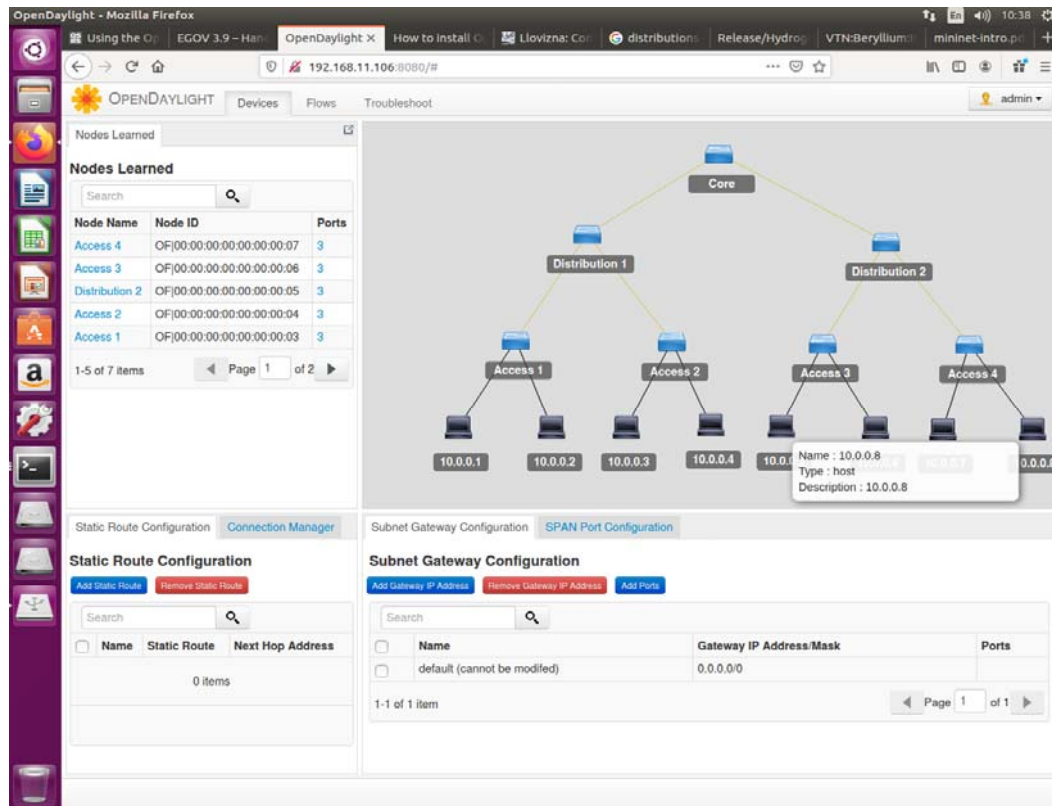 OpenDaylight - Mozilla Firefox
En 10:38
Using the Op
EGOV 3.9 – Han
OpenDaylight ×
How to install O
Llovizna: Con
distributions
Release/Hydrog
VTN:Beryllium:
mininet-intro.pd
192.168.11.106:8080/#
OPENDAYLIGHT
Devices
Flows
Troubleshoot
admin
Nodes Learned
Nodes Learned
Search
Node Name Node ID Ports
Access 4 OF|00:00:00:00:00:00:00:07 3
Access 3 OF|00:00:00:00:00:00:00:06 3
Distribution 2 OF|00:00:00:00:00:00:00:05 3
Access 2 OF|00:00:00:00:00:00:00:04 3
Access 1 OF|00:00:00:00:00:00:00:03 3
1-5 of 7 items Page 1 of 2
Core
Distribution 1
Distribution 2
Access 1
Access 2
Access 3
Access 4
10.0.0.1
10.0.0.2
10.0.0.3
10.0.0.4
10.0.0
Name : 10.0.0.8
Type : host
Description : 10.0.0.8
Static Route Configuration Connection Manager
Static Route Configuration
Add Static Route Remove Static Route
Search
Name Static Route Next Hop Address
0 items
Subnet Gateway Configuration SPAN Port Configuration
Subnet Gateway Configuration
Add Gateway IP Address Remove Gateway IP Address Add Ports
Search
Name Gateway IP Address/Mask Ports
default (cannot be modifed) 0.0.0.0/0
1-1 of 1 item Page 1 of 1